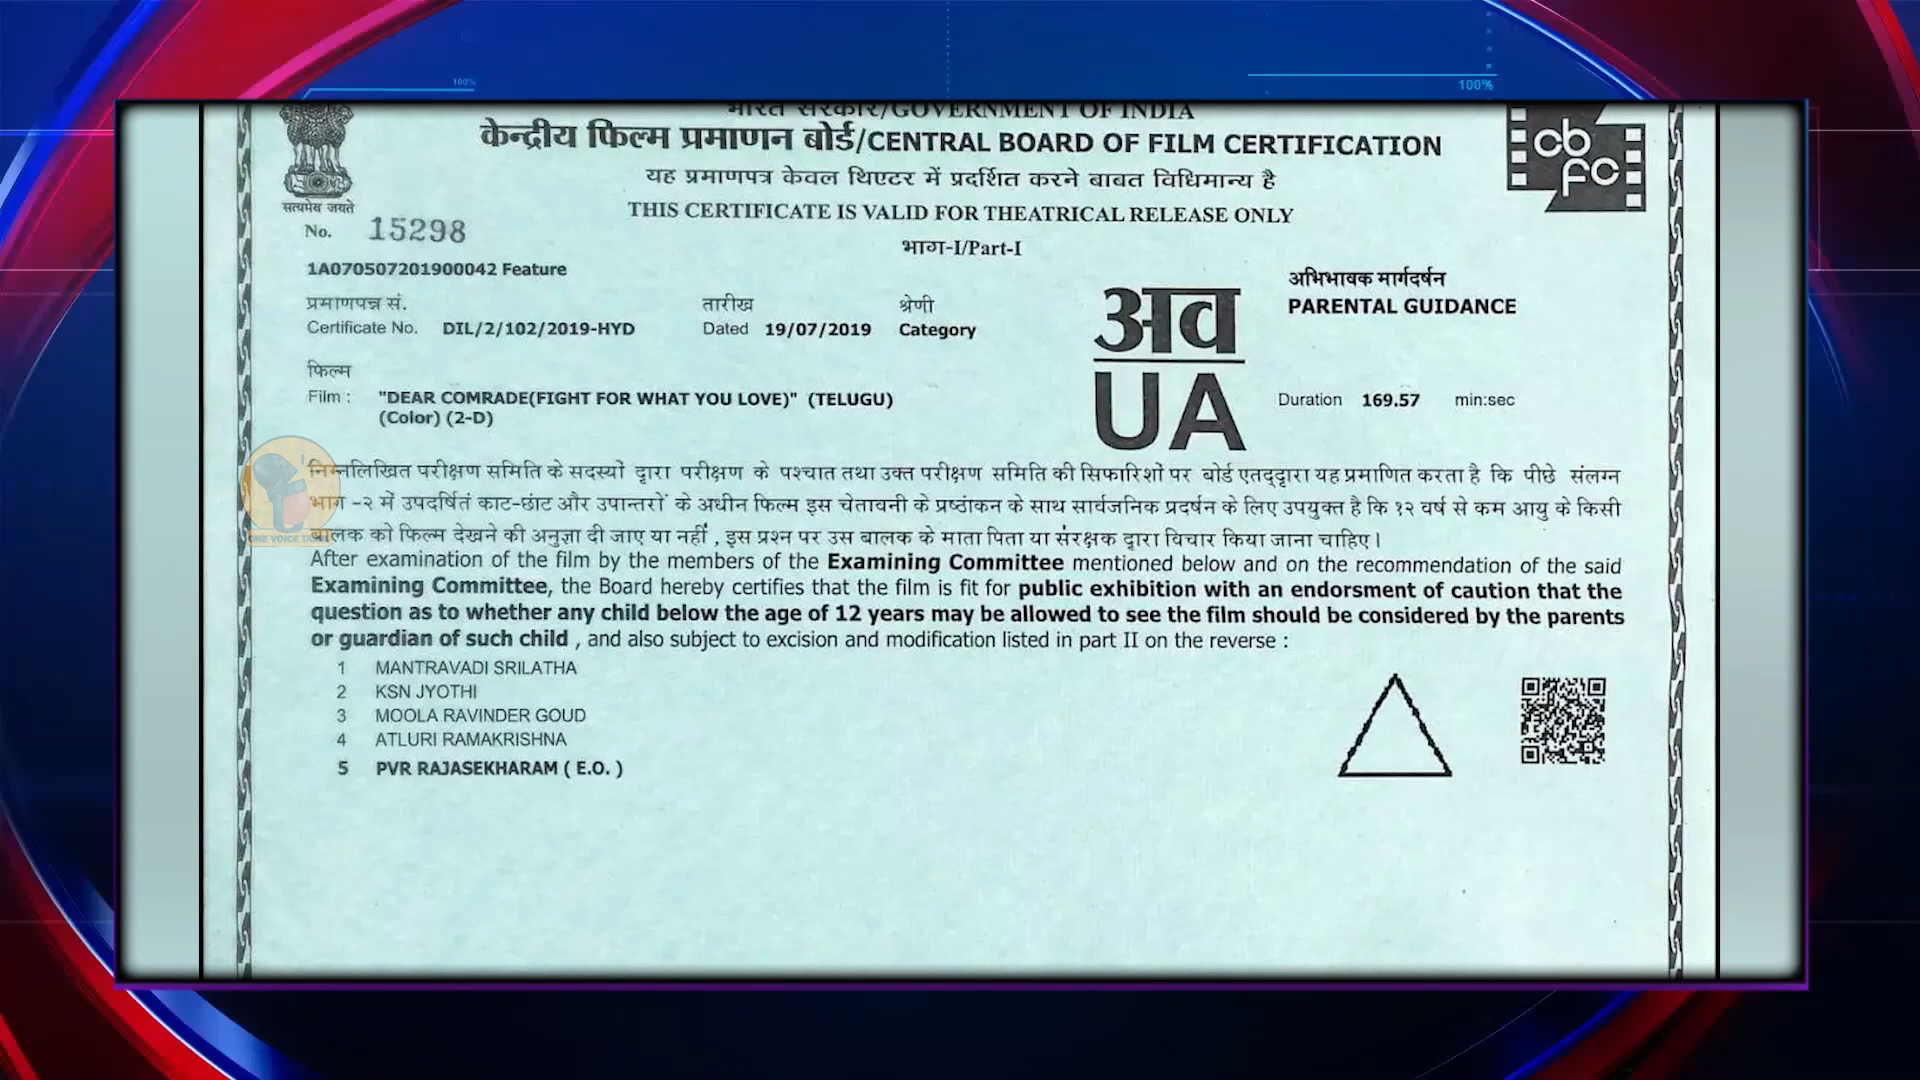 100%
100%
भारत सरकार/GOVERNMENT OF INDIA
केन्द्रीय फिल्म प्रमाणन बोर्ड/CENTRAL BOARD OF FILM CERTIFICATION
cb
fc
यह प्रमाणपत्र केवल थिएटर में प्रदर्शित करने बाबत विधिमान्य है
सत्यमेव जयते
THIS CERTIFICATE IS VALID FOR THEATRICAL RELEASE ONLY
No. 15298
भाग-I/Part-I
1A070507201900042 Feature
अभिभावक मार्गदर्षन
PARENTAL GUIDANCE
प्रमाणपत्र सं. तारीख श्रेणी
Certificate No. DIL/2/102/2019-HYD Dated 19/07/2019 Category
अव
UA
फिल्म
Film : "DEAR COMRADE(FIGHT FOR WHAT YOU LOVE)" (TELUGU)
(Color) (2-D)
Duration 169.57 min:sec
निम्नलिखित परीक्षण समिति के सदस्यों द्वारा परीक्षण के पश्चात तथा उक्त परीक्षण समिति की सिफारिशों पर बोर्ड एतद्द्वारा यह प्रमाणित करता है कि पीछे संलग्न
भाग -२ में उपदर्षित काट-छांट और उपान्तरों के अधीन फिल्म इस चेतावनी के प्रष्ठांकन के साथ सार्वजनिक प्रदर्षन के लिए उपयुक्त है कि १२ वर्ष से कम आयु के किसी
बालक को फिल्म देखने की अनुज्ञा दी जाए या नहीं , इस प्रश्न पर उस बालक के माता पिता या संरक्षक द्वारा विचार किया जाना चाहिए ।
ONE VOICE TAMIL
After examination of the film by the members of the Examining Committee mentioned below and on the recommendation of the said
Examining Committee, the Board hereby certifies that the film is fit for public exhibition with an endorsment of caution that the
question as to whether any child below the age of 12 years may be allowed to see the film should be considered by the parents
or guardian of such child , and also subject to excision and modification listed in part II on the reverse :
1 MANTRAVADI SRILATHA
2 KSN JYOTHI
3 MOOLA RAVINDER GOUD
4 ATLURI RAMAKRISHNA
5 PVR RAJASEKHARAM ( E.O. )